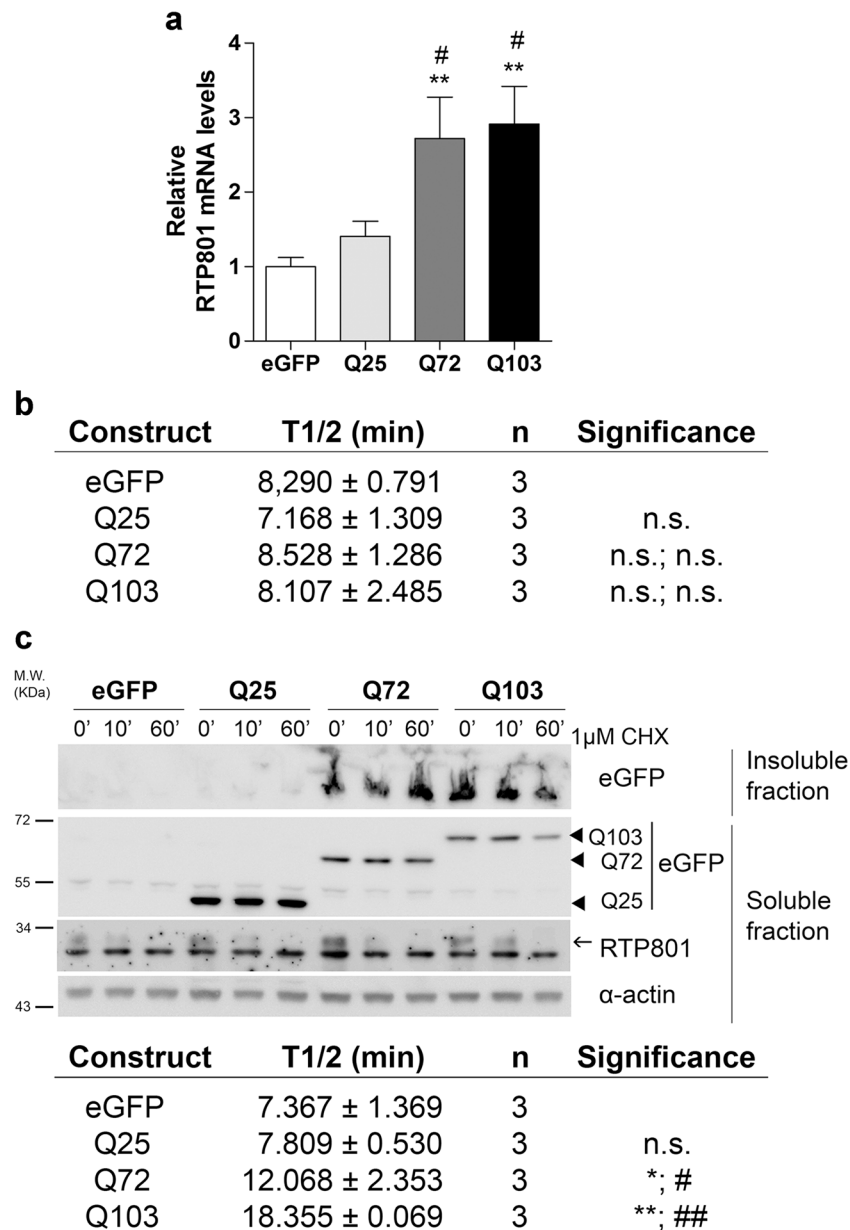 a
Relative
RTP801 mRNA levels
4
3
2
1
0
#
**
#
**
eGFP Q25 Q72 Q103
b
Construct T1/2 (min) n Significance
eGFP 8,290 ± 0.791 3
Q25 7.168 ± 1.309 3 n.s.
Q72 8.528 ± 1.286 3 n.s.; n.s.
Q103 8.107 ± 2.485 3 n.s.; n.s.
c
M.W.
(KDa)
eGFP Q25 Q72 Q103
0’ 10’ 60’ 0’ 10’ 60’ 0’ 10’ 60’ 0’ 10’ 60’ 1µM CHX
eGFP
Insoluble
fraction
72
Q103
Q72
eGFP
55
Q25
Soluble
fraction
34
← RTP801
α-actin
43
Construct T1/2 (min) n Significance
eGFP 7.367 ± 1.369 3
Q25 7.809 ± 0.530 3 n.s.
Q72 12.068 ± 2.353 3 *; #
Q103 18.355 ± 0.069 3 **; ##